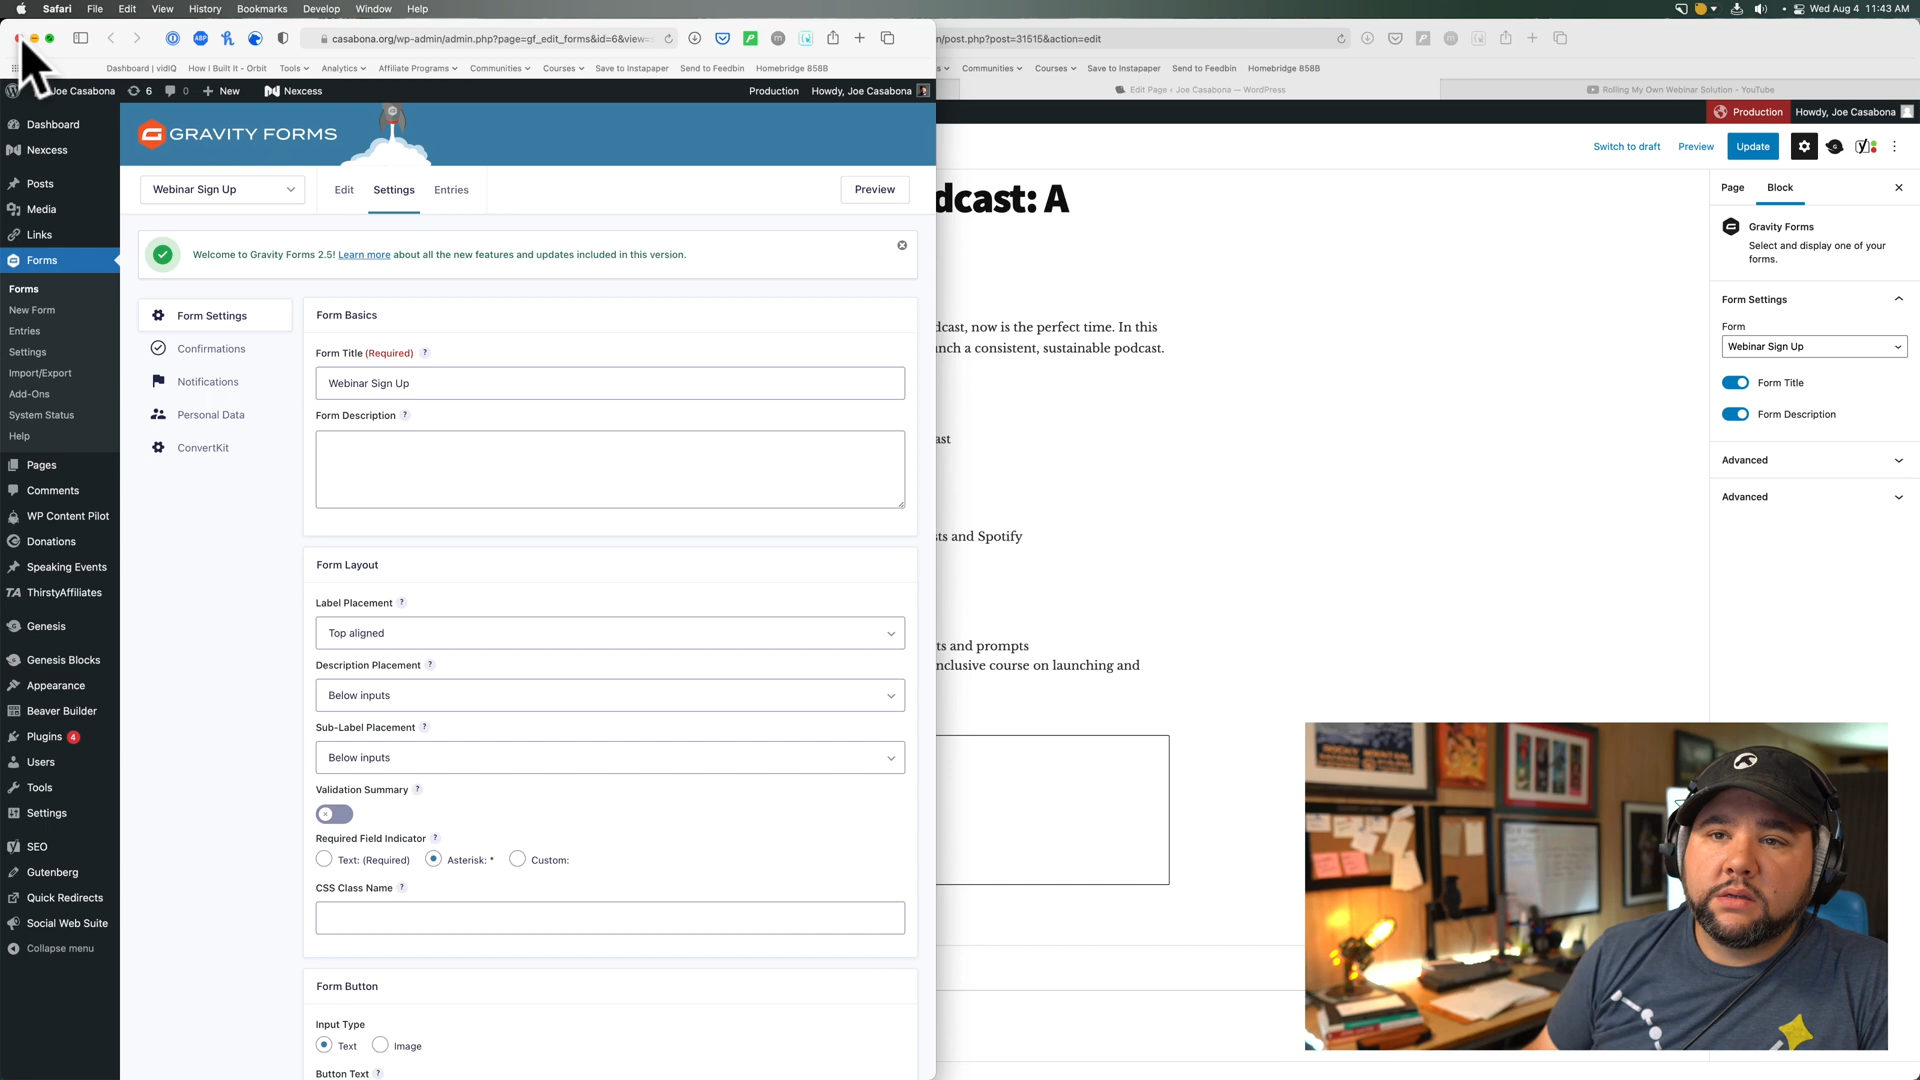 Safari File Edit View History Bookmarks Develop Window Help
Wed Aug 4 11:43 AM
casabona.org/wp-admin/admin.php?page=gf_edit_forms&id=6&view=
n/post.php?post=31515&action=edit
Dashboard | vidIQ How I Built It - Orbit Tools Analytics Affiliate Programs Communities Courses Save to Instapaper Send to Feedbin Homebridge 858B
Communities Courses Save to Instapaper Send to Feedbin Homebridge 858B
Edit Page ‹ Joe Casabona — WordPress
Rolling My Own Webinar Solution - YouTube
Joe Casabona 6 0 New Nexcess Production Howdy, Joe Casabona
Production Howdy, Joe Casabona
Dashboard
Nexcess
Posts
Media
Links
Forms
Forms
New Form
Entries
Settings
Import/Export
Add-Ons
System Status
Help
Pages
Comments
WP Content Pilot
Donations
Speaking Events
ThirstyAffiliates
Genesis
Genesis Blocks
Appearance
Beaver Builder
Plugins 4
Users
Tools
Settings
SEO
Gutenberg
Quick Redirects
Social Web Suite
Collapse menu
GRAVITY FORMS
Webinar Sign Up Edit Settings Entries Preview
Welcome to Gravity Forms 2.5! Learn more about all the new features and updates included in this version.
Form Settings
Confirmations
Notifications
Personal Data
ConvertKit
Form Basics
Form Title (Required) ?
Webinar Sign Up
Form Description ?
Form Layout
Label Placement ?
Top aligned
Description Placement ?
Below inputs
Sub-Label Placement ?
Below inputs
Validation Summary ?
Required Field Indicator ?
Text: (Required) Asterisk: * Custom:
CSS Class Name ?
Form Button
Input Type
Text Image
Button Text ?
Switch to draft Preview Update
dcast: A
dcast, now is the perfect time. In this
nch a consistent, sustainable podcast.
ast
sts and Spotify
ts and prompts
nclusive course on launching and
Page Block
Gravity Forms
Select and display one of your
forms.
Form Settings
Form
Webinar Sign Up
Form Title
Form Description
Advanced
Advanced